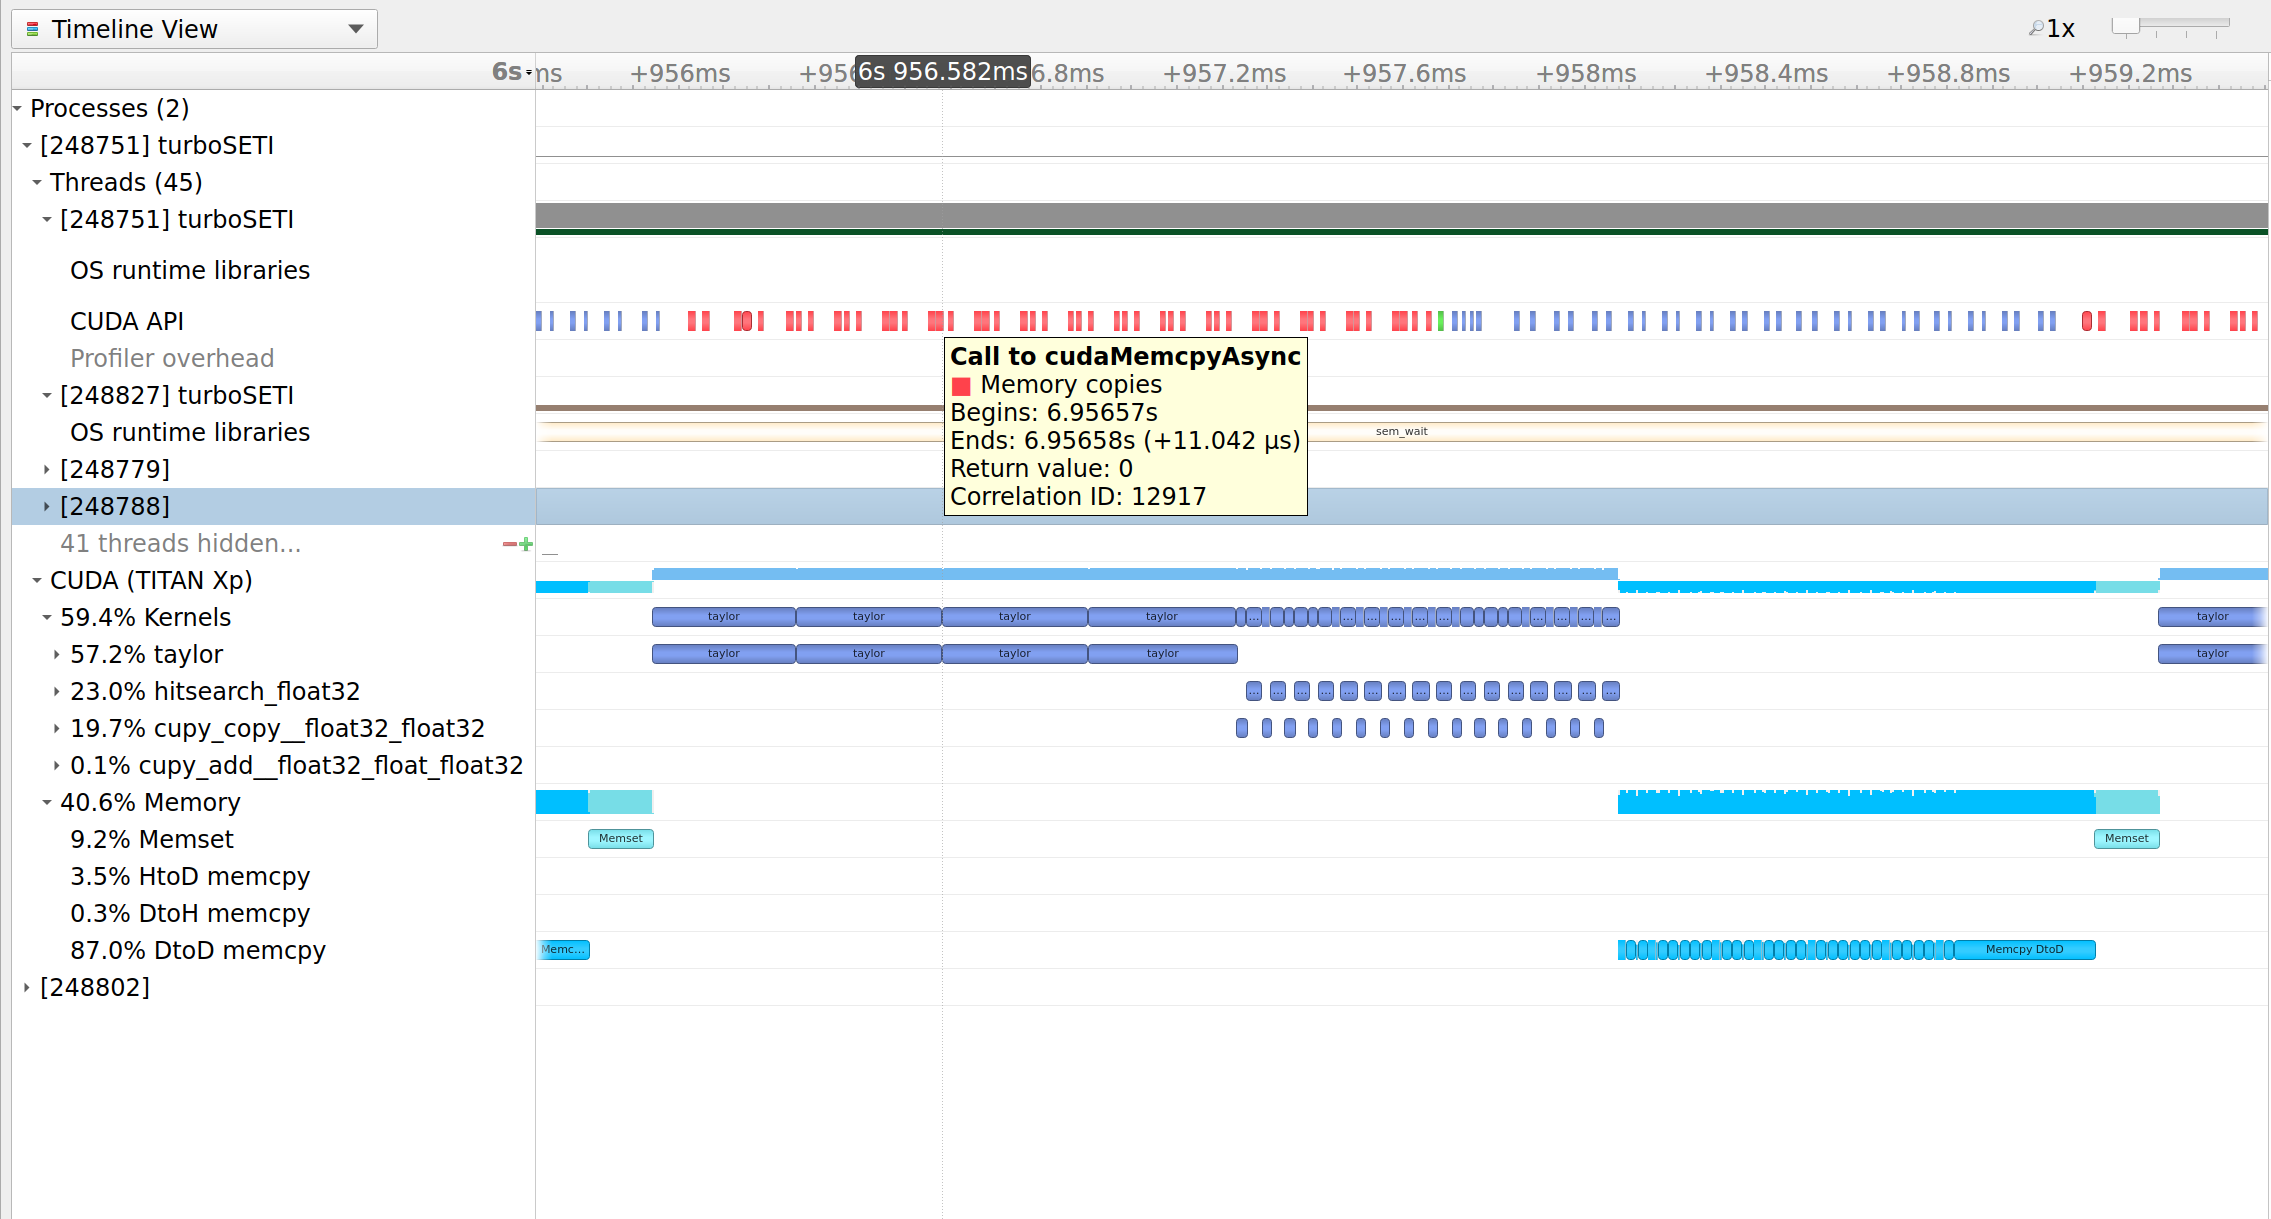 Timeline View
1x
6s
ms
+956ms
+956
6s 956.582ms
6.8ms
+957.2ms
+957.6ms
+958ms
+958.4ms
+958.8ms
+959.2ms
Processes (2)
[248751] turboSETI
Threads (45)
[248751] turboSETI
OS runtime libraries
CUDA API
Profiler overhead
Call to cudaMemcpyAsync
Memory copies
Begins: 6.95657s
Ends: 6.95658s (+11.042 μs)
Return value: 0
Correlation ID: 12917
[248827] turboSETI
OS runtime libraries
sem_wait
[248779]
[248788]
41 threads hidden...
CUDA (TITAN Xp)
59.4% Kernels
taylor taylor taylor taylor ... ... ... ... ... ... ... ... ... ... taylor
57.2% taylor
taylor taylor taylor taylor taylor
23.0% hitsearch_float32
... ... ... ... ... ... ... ... ... ... ... ... ... ... ... ...
19.7% cupy_copy__float32_float32
0.1% cupy_add__float32_float_float32
40.6% Memory
9.2% Memset
Memset Memset
3.5% HtoD memcpy
0.3% DtoH memcpy
87.0% DtoD memcpy
Memc... Memcpy DtoD
[248802]